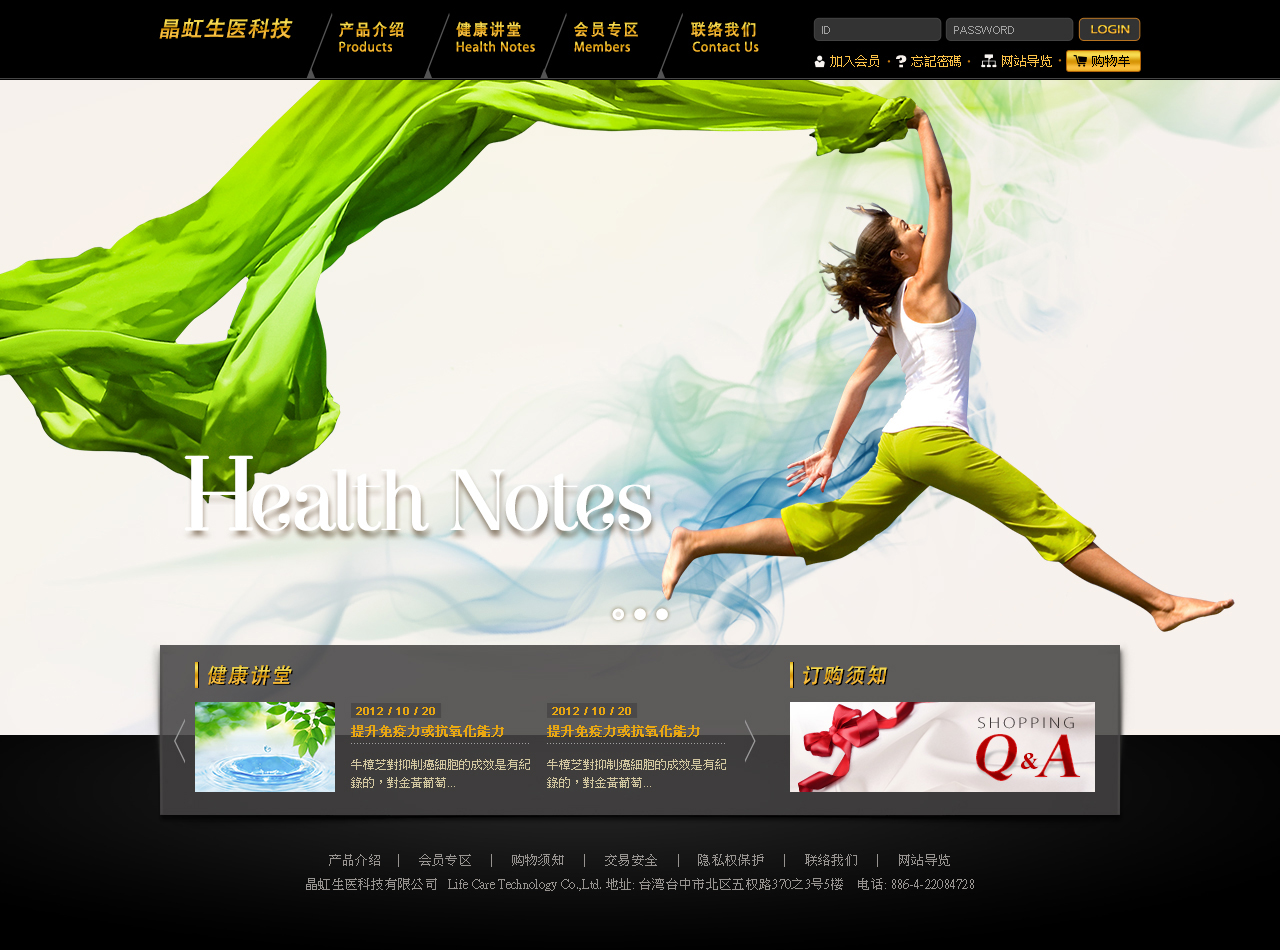 晶虹生医科技
产品介绍
Products
健康讲堂
Health Notes
会员专区
Members
联络我们
Contact Us
ID
PASSWORD
LOGIN
加入会员
忘記密碼
网站导览
购物车
Health Notes
健康讲堂
2012 / 10 / 20
提升免疫力或抗氧化能力
牛樟芝對抑制癌細胞的成效是有紀
錄的，對金黃葡萄...
2012 / 10 / 20
提升免疫力或抗氧化能力
牛樟芝對抑制癌細胞的成效是有紀
錄的，對金黃葡萄...
订购须知
SHOPPING
Q&A
产品介绍 | 会员专区 | 购物须知 | 交易安全 | 隐私权保护 | 联络我们 | 网站导览
晶虹生医科技有限公司 Life Care Technology Co.,Ltd. 地址: 台湾台中市北区五权路370之3号5楼 电话: 886-4-22084728